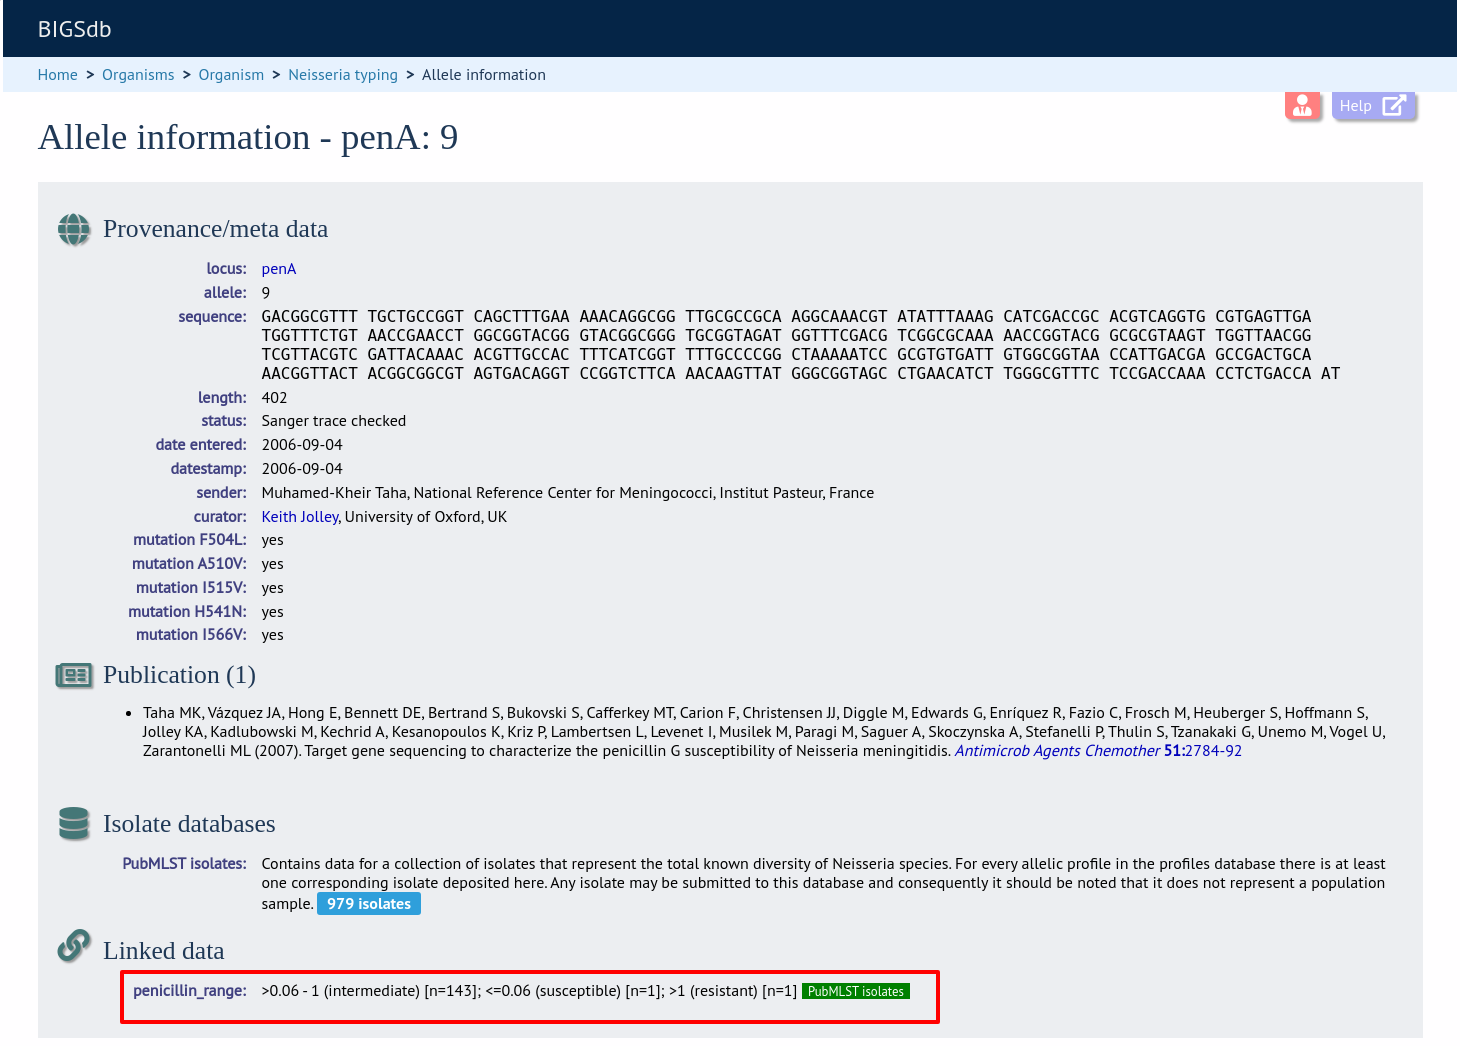 BIGSdb
Home > Organisms > Organism > Neisseria typing > Allele information
Help
Allele information - penA: 9
Provenance/meta data
locus: penA
allele: 9
sequence: GACGGCGTTT TGCTGCCGGT CAGCTTTGAA AAACAGGCGG TTGCGCCGCA AGGCAAACGT ATATTTAAAG CATCGACCGC ACGTCAGGTG CGTGAGTTGA
TGGTTTCTGT AACCGAACCT GGCGGTACGG GTACGGCGGG TGCGGTAGAT GGTTTCGACG TCGGCGCAAA AACCGGTACG GCGCGTAAGT TGGTTAACGG
TCGTTACGTC GATTACAAAC ACGTTGCCAC TTTCATCGGT TTTGCCCCGG CTAAAAATCC GCGTGTGATT GTGGCGGTAA CCATTGACGA GCCGACTGCA
AACGGTTACT ACGGCGGCGT AGTGACAGGT CCGGTCTTCA AACAAGTTAT GGGCGGTAGC CTGAACATCT TGGGCGTTTC TCCGACCAAA CCTCTGACCA AT
length: 402
status: Sanger trace checked
date entered: 2006-09-04
datestamp: 2006-09-04
sender: Muhamed-Kheir Taha, National Reference Center for Meningococci, Institut Pasteur, France
curator: Keith Jolley, University of Oxford, UK
mutation F504L: yes
mutation A510V: yes
mutation I515V: yes
mutation H541N: yes
mutation I566V: yes
Publication (1)
• Taha MK, Vázquez JA, Hong E, Bennett DE, Bertrand S, Bukovski S, Cafferkey MT, Carion F, Christensen JJ, Diggle M, Edwards G, Enríquez R, Fazio C, Frosch M, Heuberger S, Hoffmann S,
Jolley KA, Kadlubowski M, Kechrid A, Kesanopoulos K, Kriz P, Lambertsen L, Levenet I, Musilek M, Paragi M, Saguer A, Skoczynska A, Stefanelli P, Thulin S, Tzanakaki G, Unemo M, Vogel U,
Zarantonelli ML (2007). Target gene sequencing to characterize the penicillin G susceptibility of Neisseria meningitidis. Antimicrob Agents Chemother 51:2784-92
Isolate databases
PubMLST isolates: Contains data for a collection of isolates that represent the total known diversity of Neisseria species. For every allelic profile in the profiles database there is at least
one corresponding isolate deposited here. Any isolate may be submitted to this database and consequently it should be noted that it does not represent a population
sample. 979 isolates
Linked data
penicillin_range: >0.06 - 1 (intermediate) [n=143]; <=0.06 (susceptible) [n=1]; >1 (resistant) [n=1] PubMLST isolates